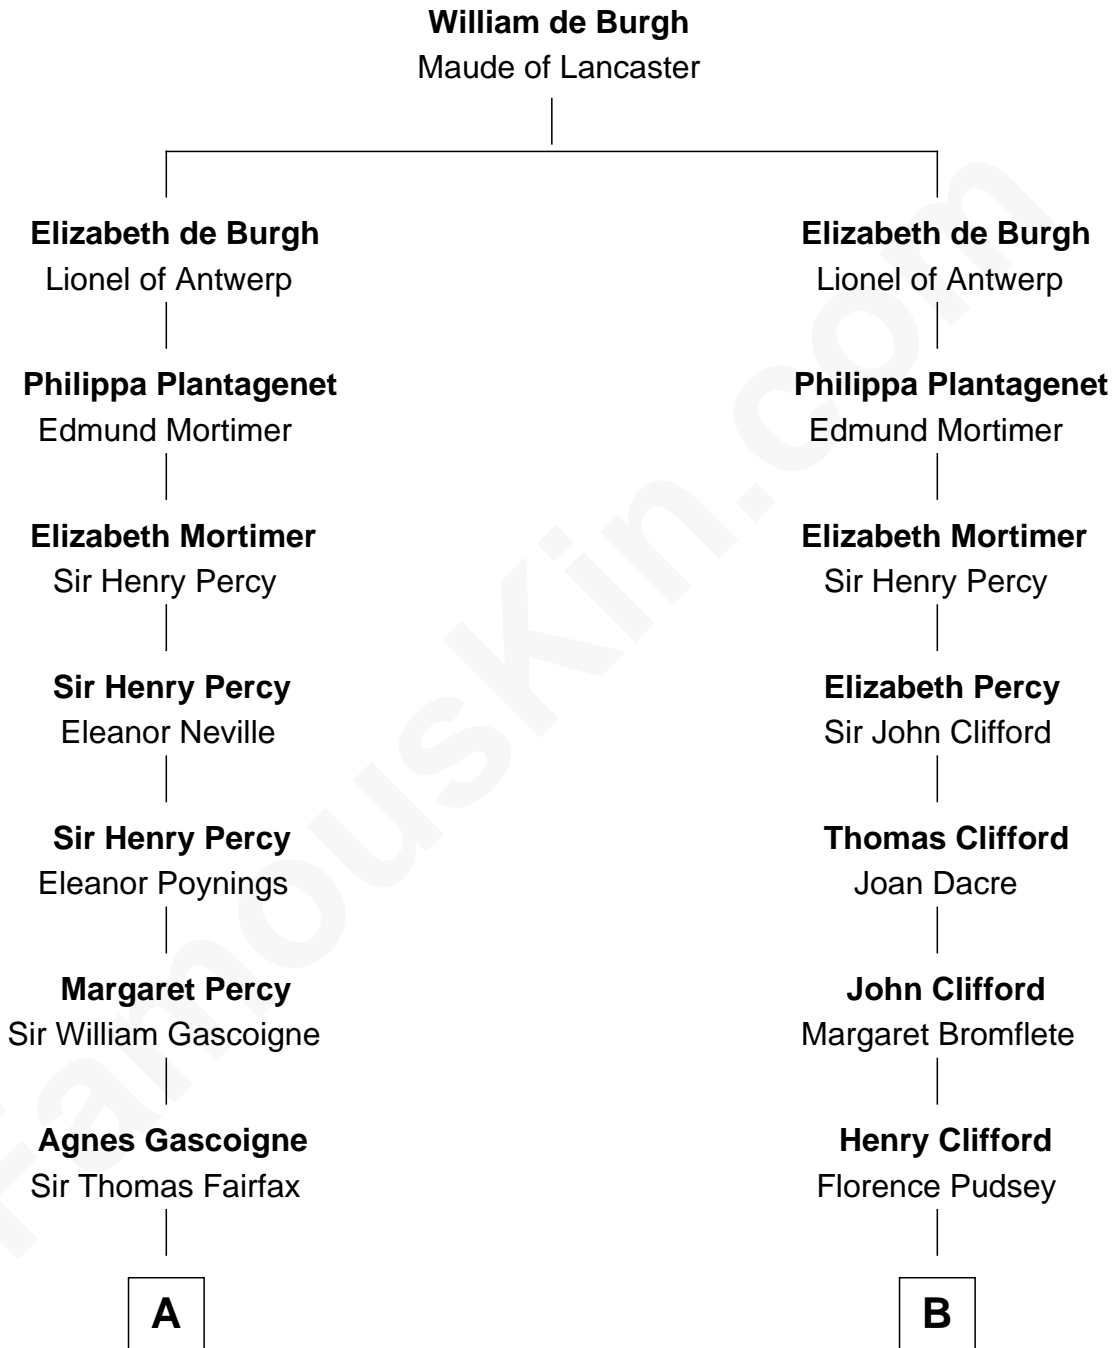 William de Burgh
Maude of Lancaster
Elizabeth de Burgh
Lionel of Antwerp
Elizabeth de Burgh
Lionel of Antwerp
Philippa Plantagenet
Edmund Mortimer
Philippa Plantagenet
Edmund Mortimer
Elizabeth Mortimer
Sir Henry Percy
Elizabeth Mortimer
Sir Henry Percy
Sir Henry Percy
Eleanor Neville
Elizabeth Percy
Sir John Clifford
Sir Henry Percy
Eleanor Poynings
Thomas Clifford
Joan Dacre
Margaret Percy
Sir William Gascoigne
John Clifford
Margaret Bromflete
Agnes Gascoigne
Sir Thomas Fairfax
Henry Clifford
Florence Pudsey
A
B
FamousKin.com